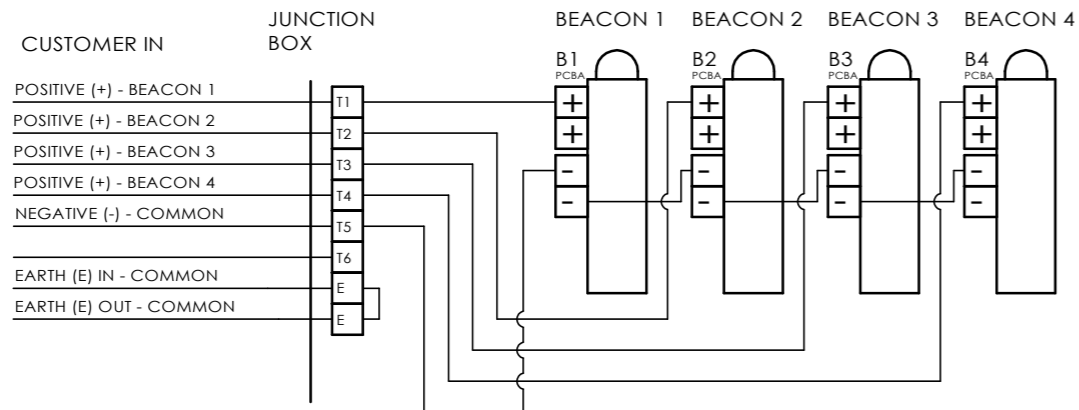 JUNCTION
BOX
BEACON 1
BEACON 2
BEACON 3
BEACON 4
CUSTOMER IN
B1
PCBA
B2
PCBA
B3
PCBA
B4
PCBA
POSITIVE (+) - BEACON 1
T1
+
+
+
+
POSITIVE (+) - BEACON 2
T2
+
+
+
+
POSITIVE (+) - BEACON 3
T3
-
-
-
-
POSITIVE (+) - BEACON 4
T4
-
-
-
-
NEGATIVE (-) - COMMON
T5
T6
EARTH (E) IN - COMMON
E
EARTH (E) OUT - COMMON
E